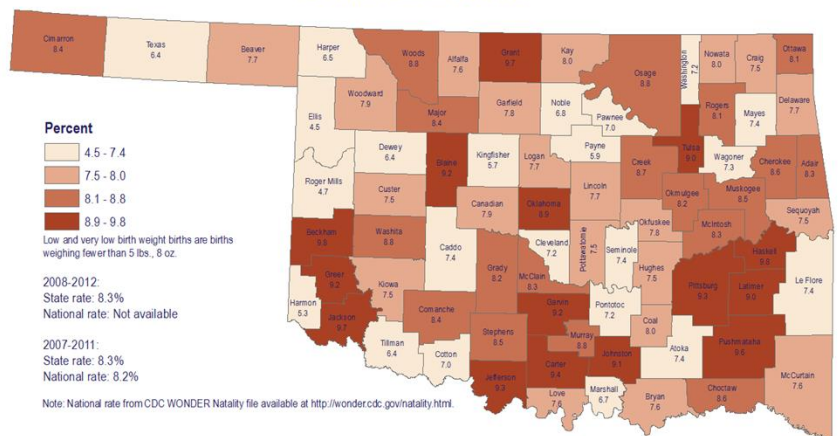 Cimarron
8.4
Texas
6.4
Beaver
7.7
Harper
6.5
Woods
8.8
Alfalfa
7.6
Grant
9.7
Kay
8.0
Osage
8.8
Washington
7.2
Nowata
8.0
Craig
7.5
Ottawa
8.1
Woodward
7.9
Major
8.4
Garfield
7.8
Noble
6.8
Pawnee
7.0
Rogers
8.1
Mayes
7.4
Delaware
7.7
Ellis
4.5
Dewey
6.4
Blaine
9.2
Kingfisher
5.7
Logan
7.7
Payne
5.9
Creek
8.7
Tulsa
9.0
Wagoner
7.3
Cherokee
8.6
Adair
8.3
Roger Mills
4.7
Custer
7.5
Canadian
7.9
Oklahoma
8.9
Lincoln
7.7
Okmulgee
8.2
Muskogee
8.5
Sequoyah
7.5
Beckham
Washita
8.8
Caddo
7.4
Grady
8.2
Cleveland
7.2
McClain
8.3
Pottawatomie
7.5
Seminole
7.4
Okfuskee
7.8
Hughes
7.5
McIntosh
8.3
Haskell
Pittsburg
9.3
Latimer
9.0
Le Flore
7.4
Greer
9.2
Kiowa
7.5
Harmon
5.3
Jackson
9.7
Comanche
8.4
Tillman
6.4
Cotton
7.0
Stephens
8.5
Garvin
9.2
Murray
8.8
Pontotoc
7.2
Coal
8.0
Atoka
7.4
Pushmataha
9.6
Jefferson
9.3
Carter
9.4
Johnston
9.1
Love
7.6
Marshall
6.7
Bryan
7.6
Choctaw
8.6
McCurtain
7.6
Percent
4.5 - 7.4
7.5 - 8.0
8.1 - 8.8
8.9 - 9.8
Low and very low birth weight births are births
weighing fewer than 5 lbs., 8 oz.
2008-2012:
State rate: 8.3%
National rate: Not available
2007-2011:
State rate: 8.3%
National rate: 8.2%
Note: National rate from CDC WONDER Natality file available at http://wonder.cdc.gov/natality.html.